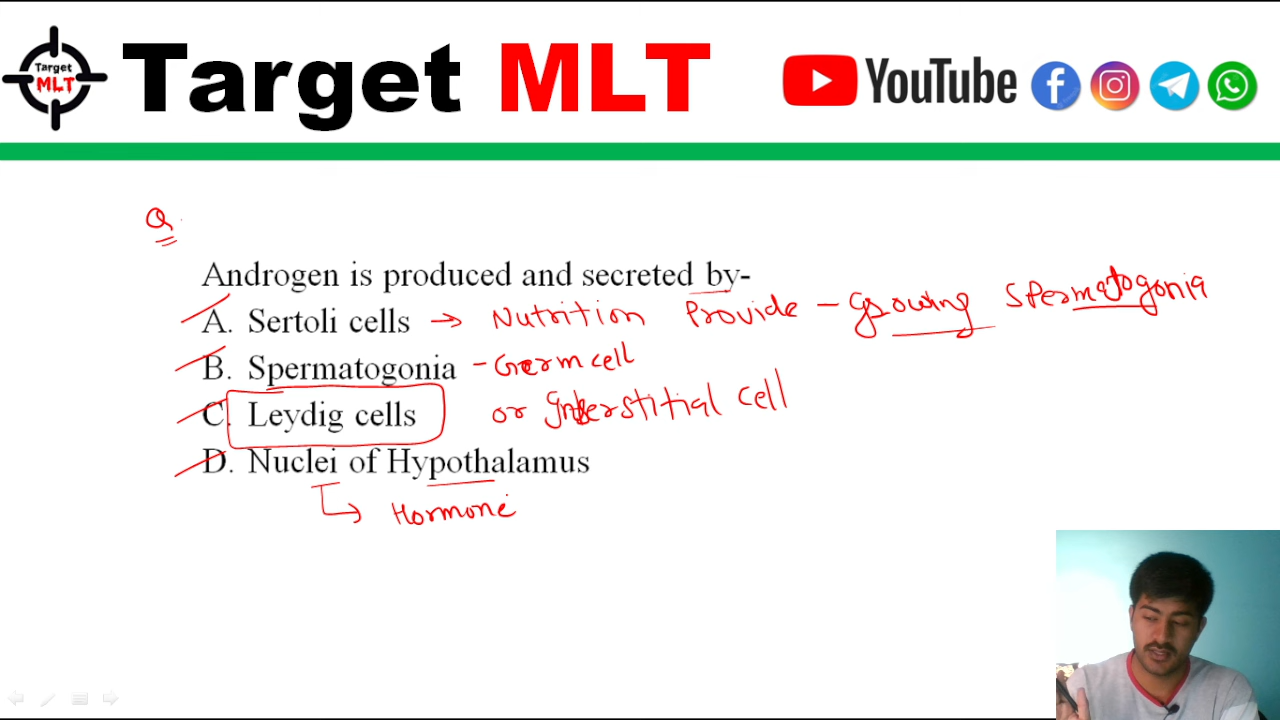 Target MLT
Target MLT YouTube
Q
Androgen is produced and secreted by-
A. Sertoli cells → Nutrition Provide - Growing Spermatogonia
B. Spermatogonia - Germ cell
C. Leydig cells or Interstitial cell
D. Nuclei of Hypothalamus
Hormone